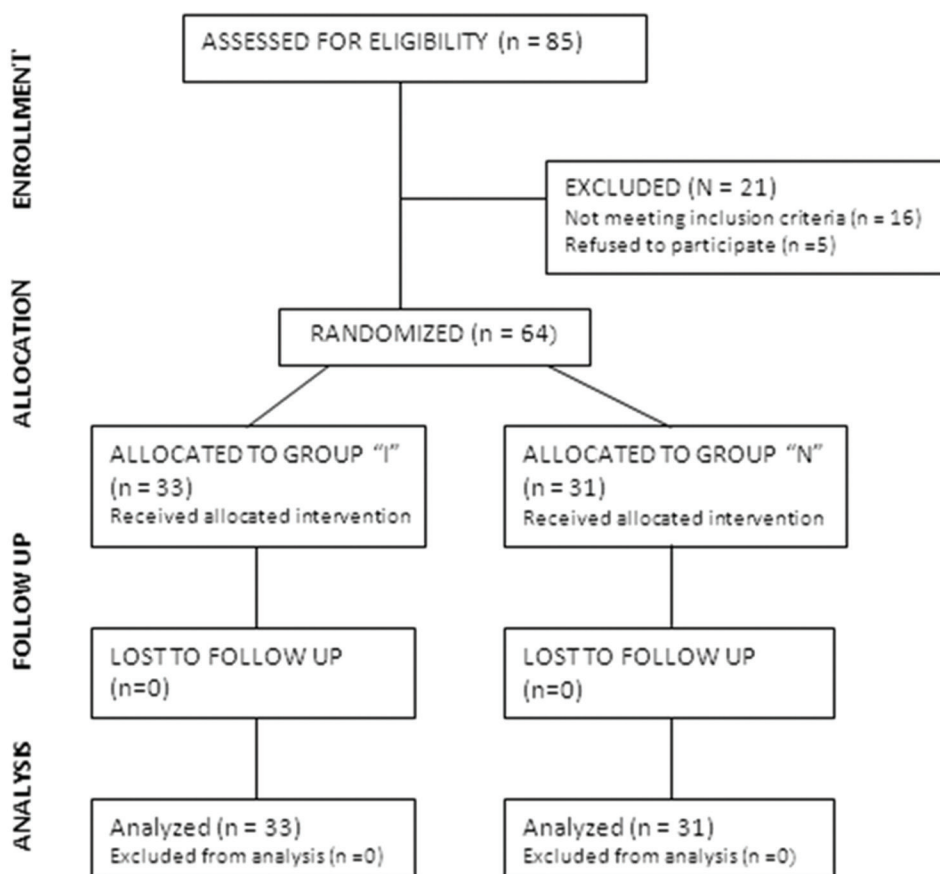 ENROLLMENT
ASSESSED FOR ELIGIBILITY (n = 85)
EXCLUDED (N = 21)
Not meeting inclusion criteria (n = 16)
Refused to participate (n =5)
ALLOCATION
RANDOMIZED (n = 64)
ALLOCATED TO GROUP “I”
(n = 33)
Received allocated intervention
ALLOCATED TO GROUP “N”
(n = 31)
Received allocated intervention
FOLLOW UP
LOST TO FOLLOW UP
(n=0)
LOST TO FOLLOW UP
(n=0)
ANALYSIS
Analyzed (n = 33)
Excluded from analysis (n =0)
Analyzed (n = 31)
Excluded from analysis (n =0)